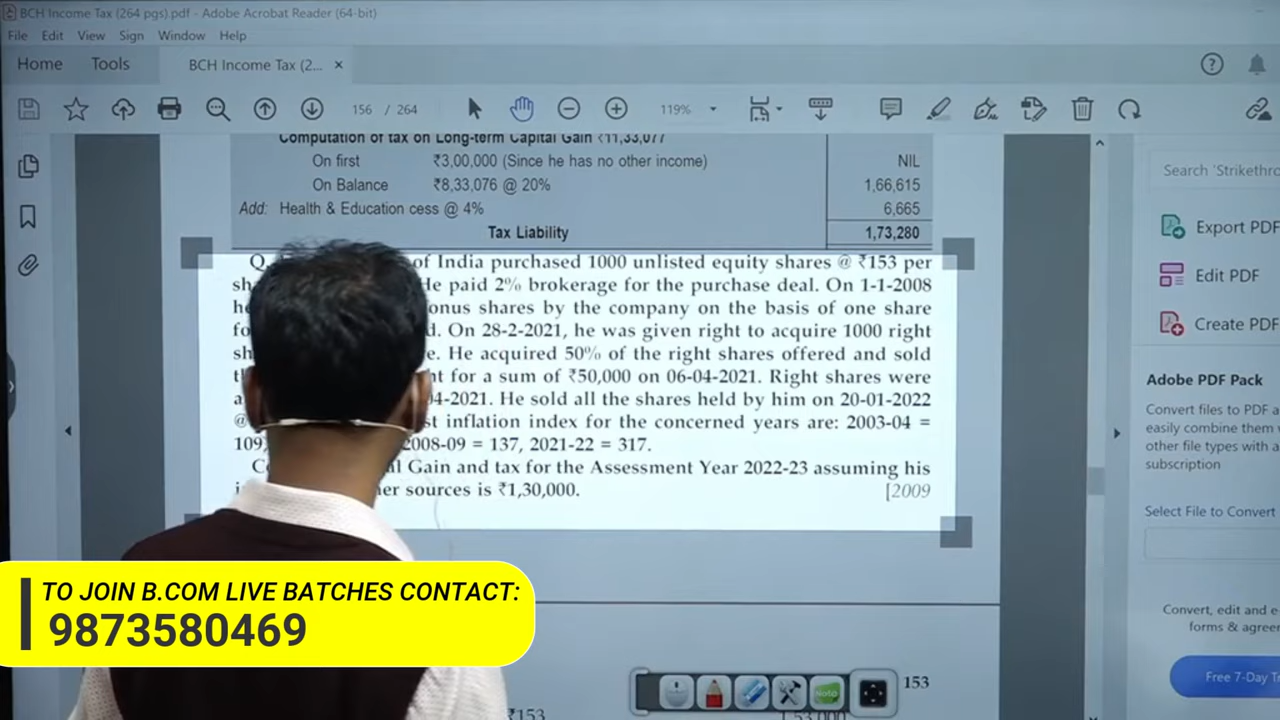 BCH Income Tax (264 pgs).pdf - Adobe Acrobat Reader (64-bit)
File Edit View Sign Window Help
Home Tools BCH Income Tax (2... ×
156 / 264 119%
Computation of tax on Long-term Capital Gain ₹11,33,077
On first ₹3,00,000 (Since he has no other income) NIL
On Balance ₹8,33,076 @ 20% 1,66,615
Add: Health & Education cess @ 4% 6,665
Tax Liability 1,73,280
Q. of India purchased 1000 unlisted equity shares @ ₹153 per
He paid 2% brokerage for the purchase deal. On 1-1-2008
bonus shares by the company on the basis of one share
On 28-2-2021, he was given right to acquire 1000 right
He acquired 50% of the right shares offered and sold
for a sum of ₹50,000 on 06-04-2021. Right shares were
04-2021. He sold all the shares held by him on 20-01-2022
@ inflation index for the concerned years are: 2003-04 =
109, 2008-09 = 137, 2021-22 = 317.
Gain and tax for the Assessment Year 2022-23 assuming his
sources is ₹1,30,000. [2009
153
₹153 1,53,000
Search 'Strikethro
Export PDF
Edit PDF
Create PDF
Adobe PDF Pack
Convert files to PDF a
easily combine them w
other file types with a
subscription
Select File to Convert
Convert, edit and e
forms & agree
Free 7-Day Tr
TO JOIN B.COM LIVE BATCHES CONTACT:
9873580469